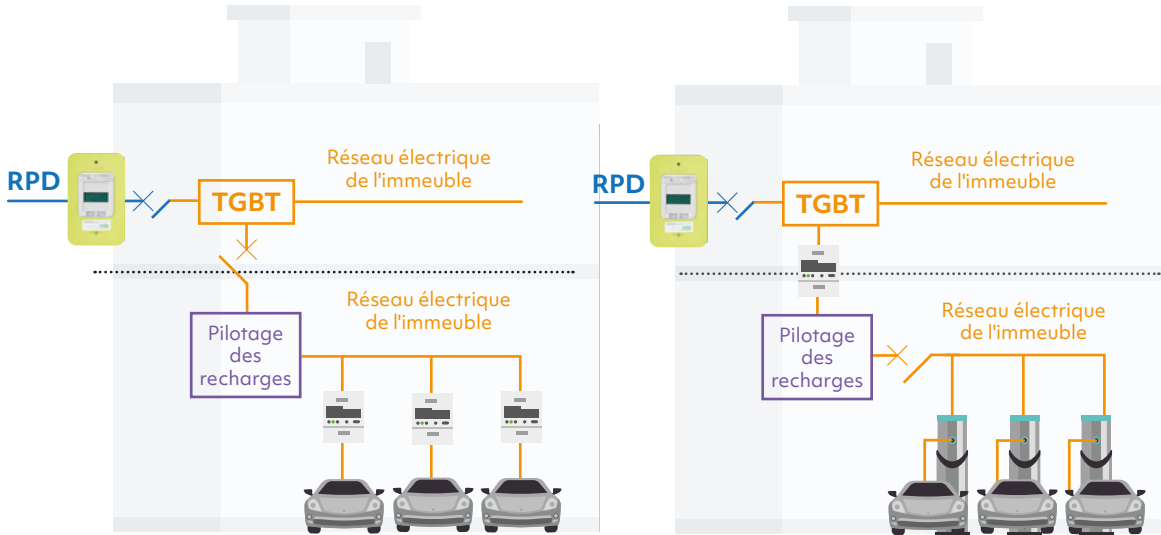 RPD
TGBT
Réseau électrique
de l'immeuble
Réseau électrique
de l'immeuble
Pilotage
des
recharges
RPD
TGBT
Réseau électrique
de l'immeuble
Réseau électrique
de l'immeuble
Pilotage
des
recharges